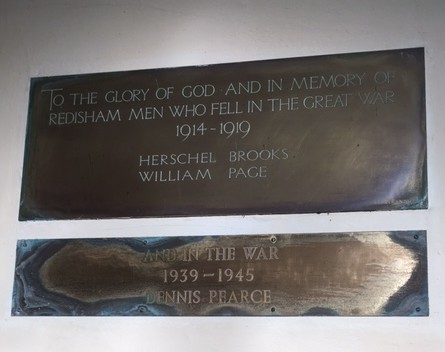 TO THE GLORY OF GOD AND IN MEMORY OF
REDISHAM MEN WHO FELL IN THE GREAT WAR
1914-1919
HERSCHEL BROOKS
WILLIAM PAGE
AND IN THE WAR
1939-1945
DENNIS PEARCE